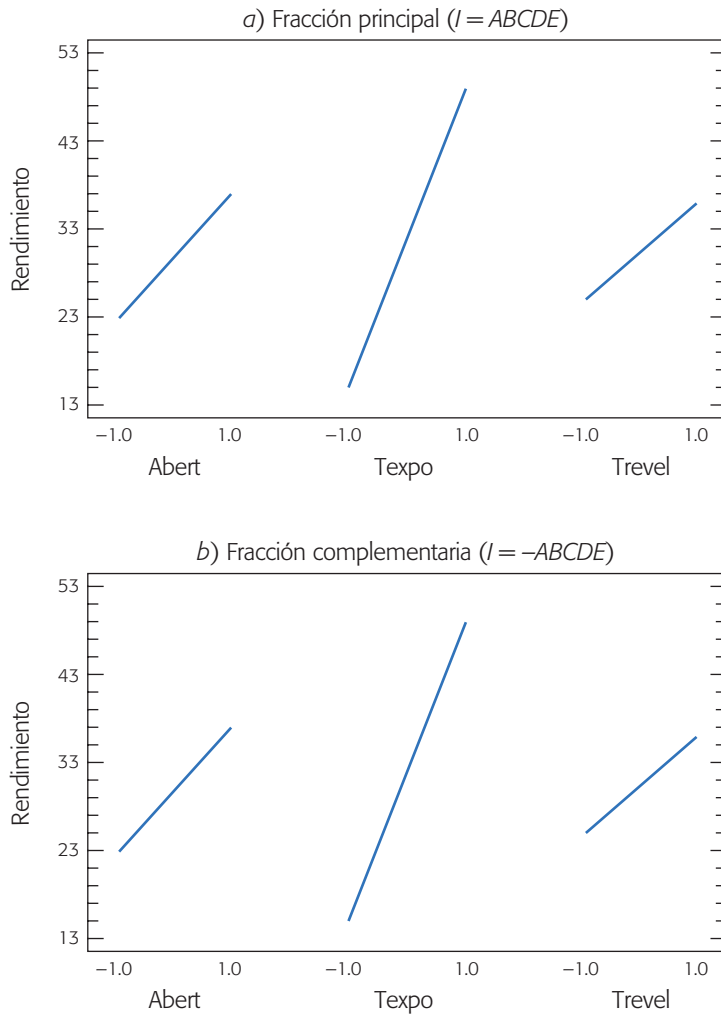 a) Fracción principal (I = ABCDE)
53
43
33
23
13
Rendimiento
−1.0 1.0 −1.0 1.0 −1.0 1.0
Abert Texpo Trevel
b) Fracción complementaria (I = –ABCDE)
53
43
33
23
13
Rendimiento
−1.0 1.0 −1.0 1.0 −1.0 1.0
Abert Texpo Trevel